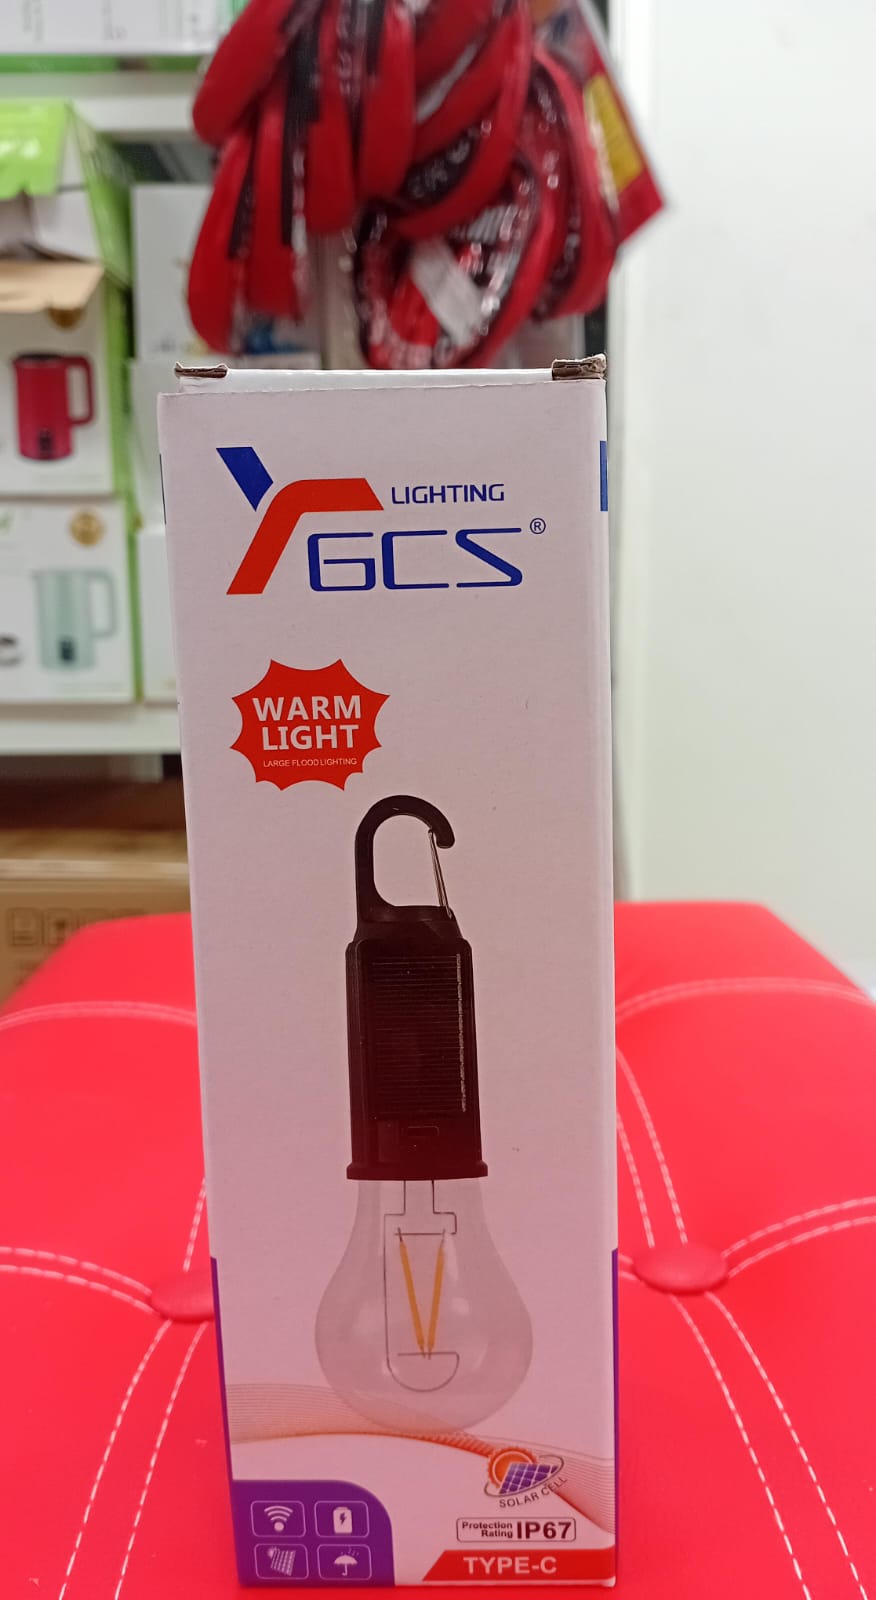 LIGHTING
GCS®
WARM
LIGHT
LARGE FLOOD LIGHTING
SOLAR CELL
Protection
Rating IP67
TYPE-C